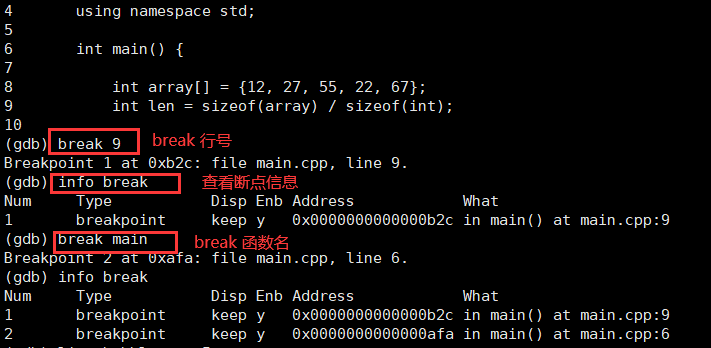 4 using namespace std;
5
6 int main() {
7
8 int array[] = {12, 27, 55, 22, 67};
9 int len = sizeof(array) / sizeof(int);
10
(gdb) break 9 break 行号
Breakpoint 1 at 0xb2c: file main.cpp, line 9.
(gdb) info break 查看断点信息
Num Type Disp Enb Address What
1 breakpoint keep y 0x0000000000000b2c in main() at main.cpp:9
(gdb) break main break 函数名
Breakpoint 2 at 0xafa: file main.cpp, line 6.
(gdb) info break
Num Type Disp Enb Address What
1 breakpoint keep y 0x0000000000000b2c in main() at main.cpp:9
2 breakpoint keep y 0x0000000000000afa in main() at main.cpp:6